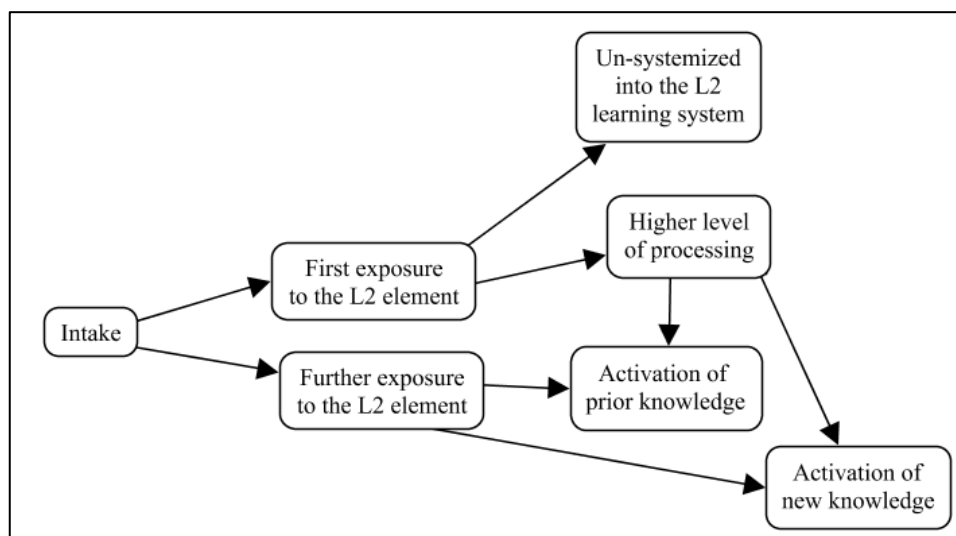 Un-systemized
into the L2
learning system
Higher level
of processing
First exposure
to the L2 element
Intake
Further exposure
to the L2 element
Activation of
prior knowledge
Activation of
new knowledge